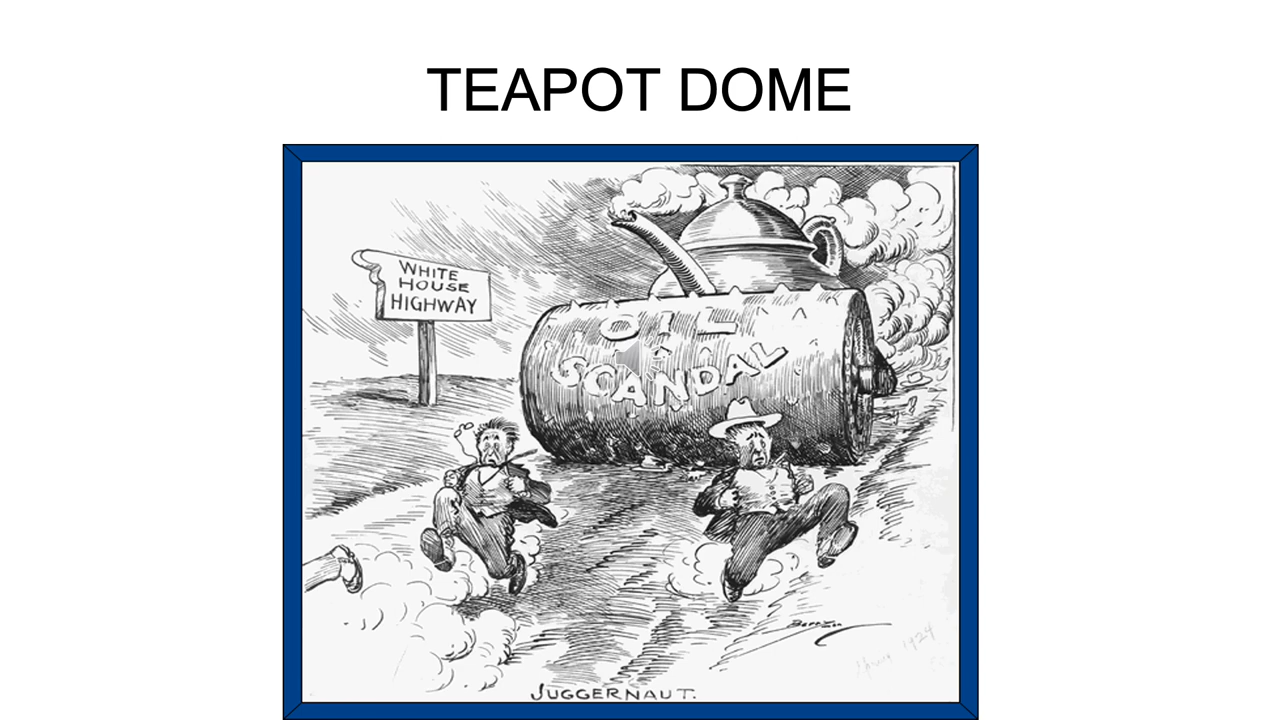 TEAPOT DOME
WHITE
HOUSE
HIGHWAY
OIL
SCANDAL
JUGGERNAUT.